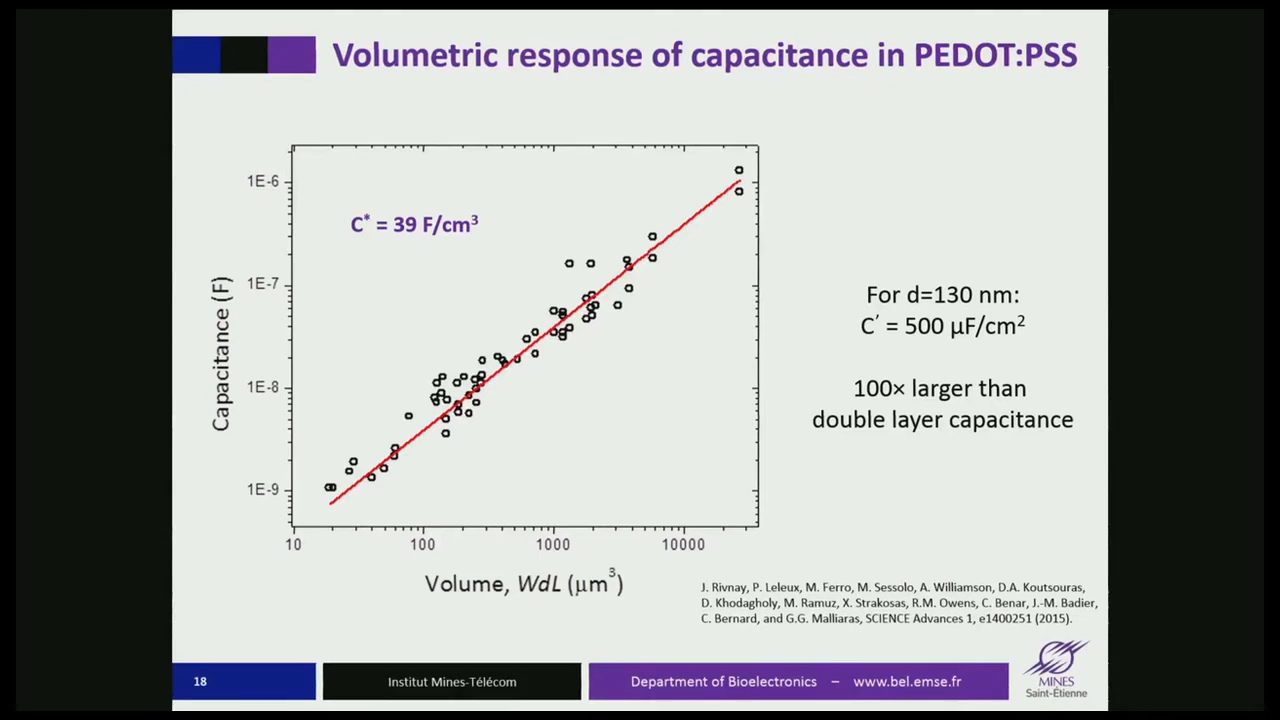 Volumetric response of capacitance in PEDOT:PSS
1E-6
1E-7
1E-8
1E-9
Capacitance (F)
C* = 39 F/cm³
10
100
1000
10000
Volume, WdL (μm³)
For d=130 nm:
C′ = 500 μF/cm²
100× larger than
double layer capacitance
J. Rivnay, P. Leleux, M. Ferro, M. Sessolo, A. Williamson, D.A. Koutsouras,
D. Khodagholy, M. Ramuz, X. Strakosas, R.M. Owens, C. Benar, J.-M. Badier,
C. Bernard, and G.G. Malliaras, SCIENCE Advances 1, e1400251 (2015).
18
Institut Mines-Télécom
Department of Bioelectronics – www.bel.emse.fr
MINES
Saint-Étienne